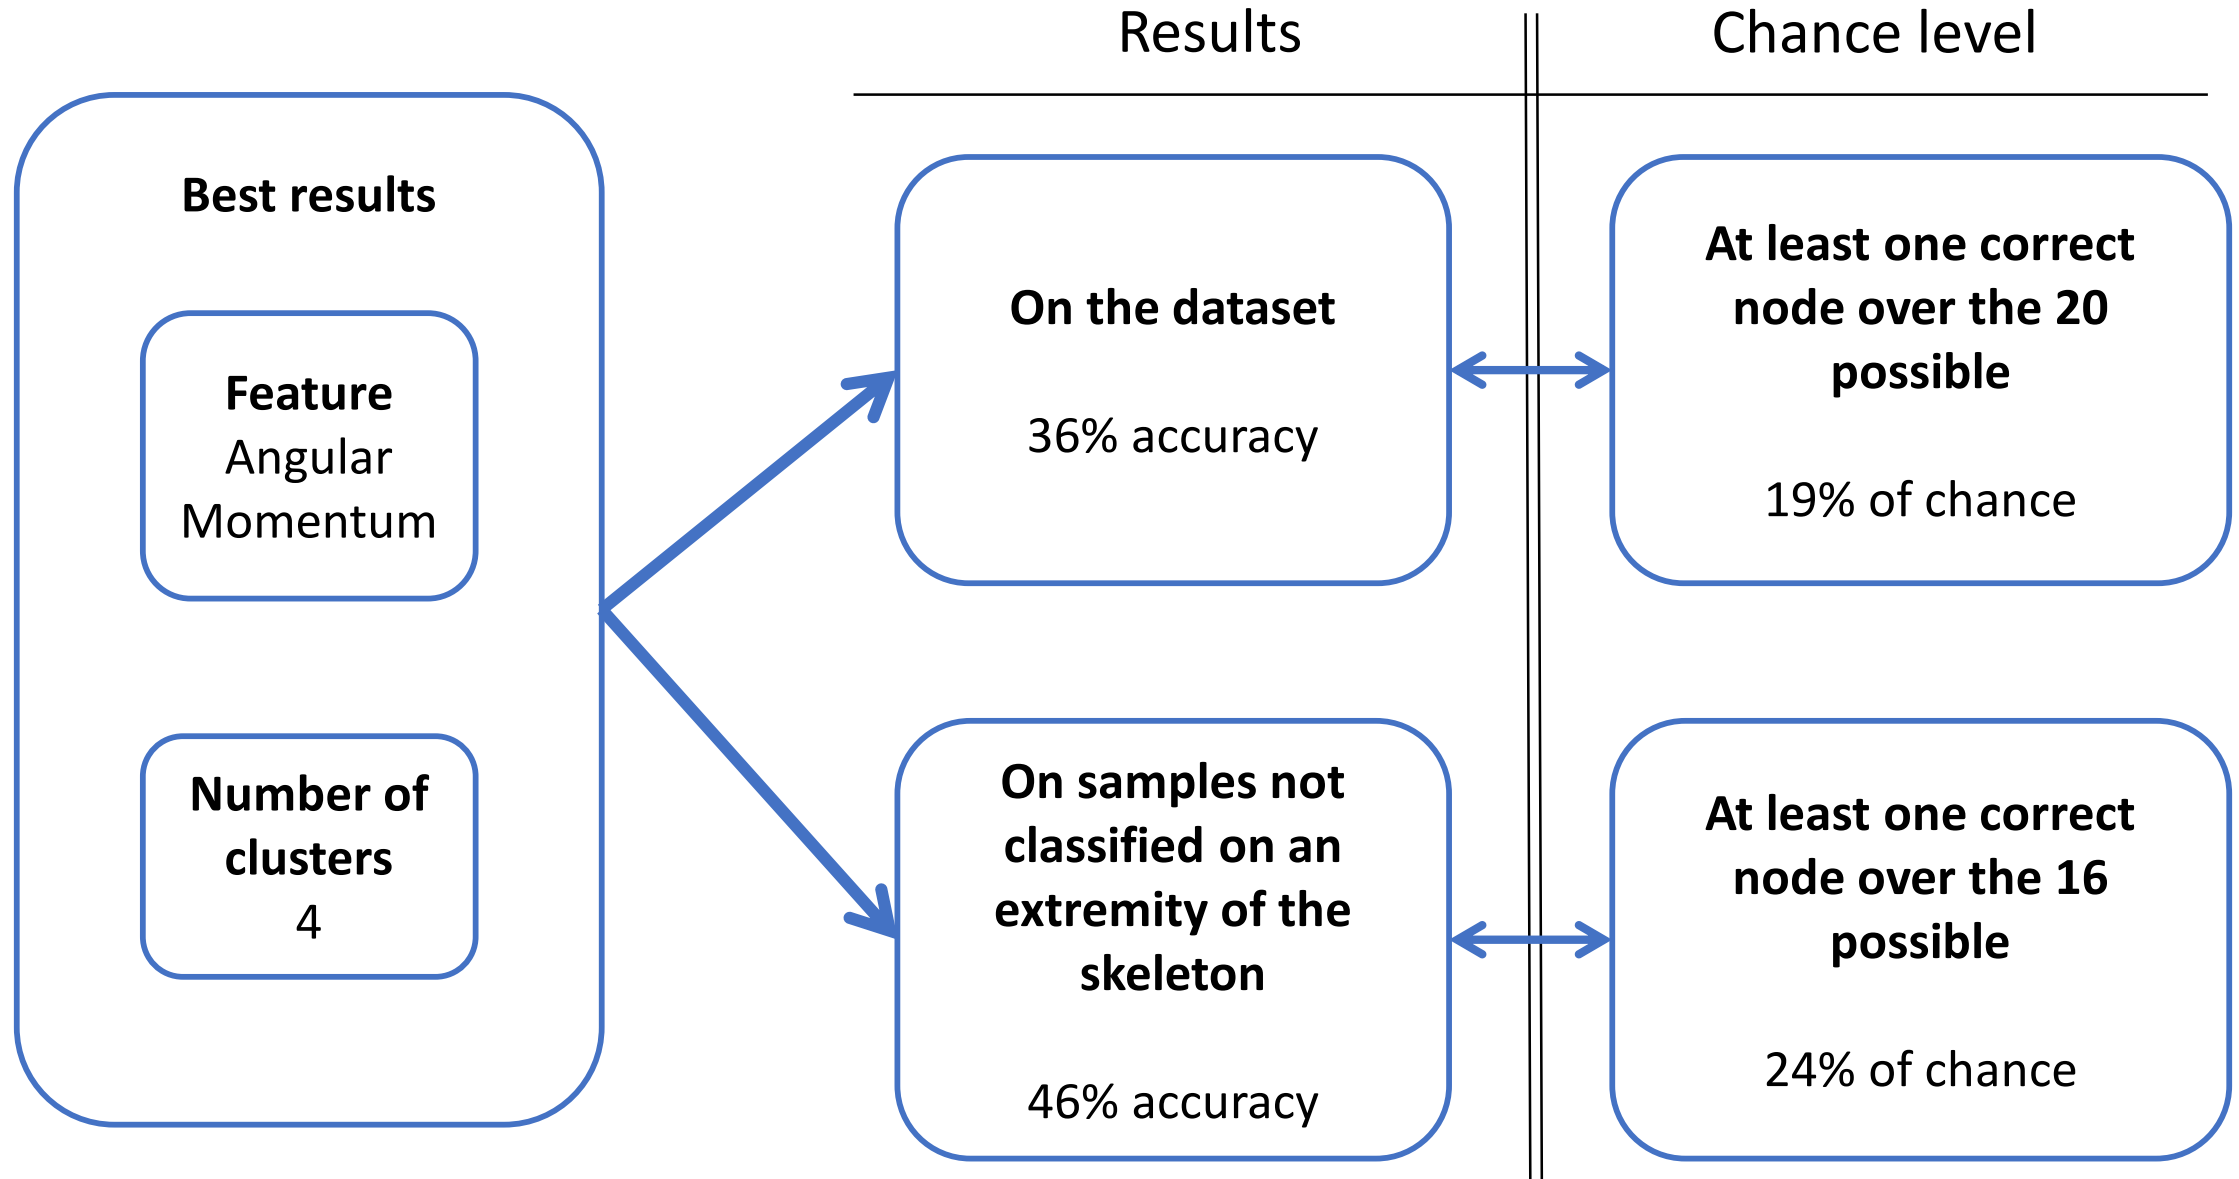 Results
Chance level
Best results
Feature
Angular
Momentum
Number of
clusters
4
On the dataset
36% accuracy
At least one correct
node over the 20
possible
19% of chance
On samples not
classified on an
extremity of the
skeleton
46% accuracy
At least one correct
node over the 16
possible
24% of chance